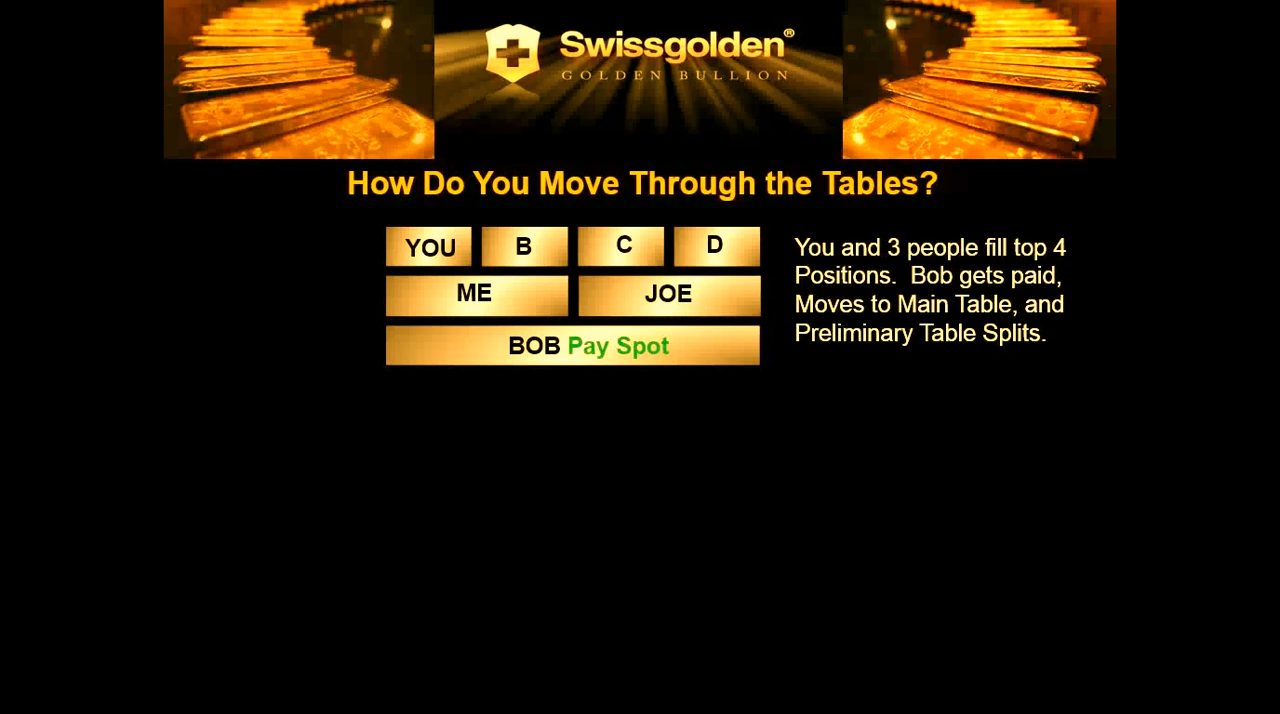 Swissgolden®
GOLDEN BULLION
How Do You Move Through the Tables?
YOU B C D
ME JOE
BOB Pay Spot
You and 3 people fill top 4
Positions. Bob gets paid,
Moves to Main Table, and
Preliminary Table Splits.